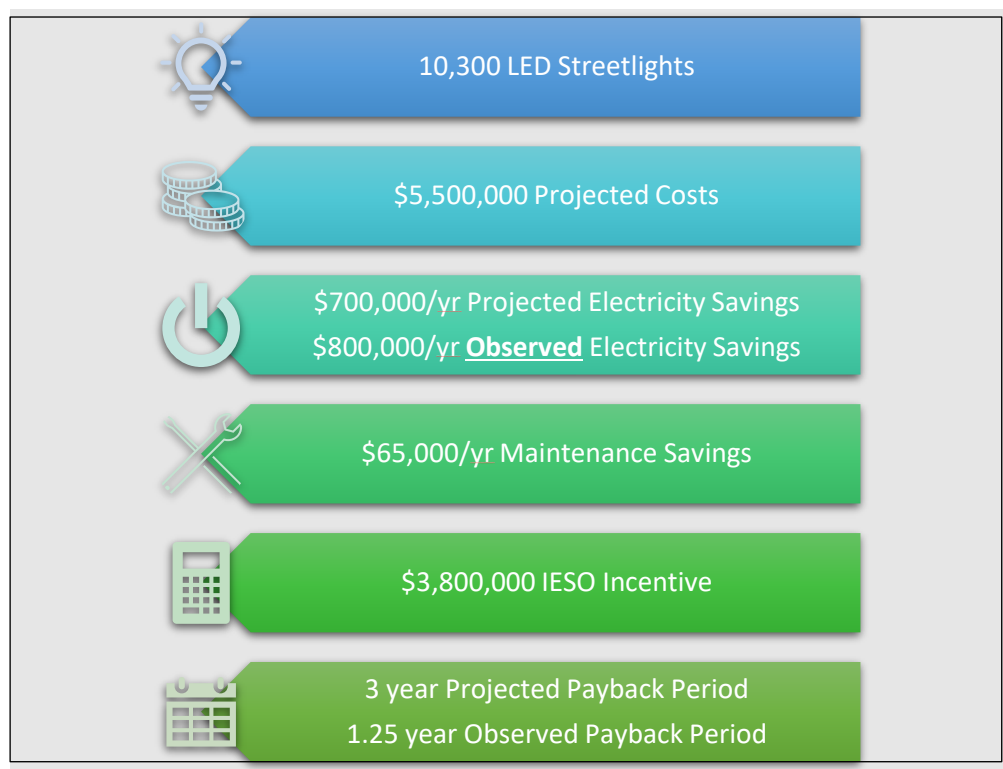 10,300 LED Streetlights
$5,500,000 Projected Costs
$700,000/yr Projected Electricity Savings
$800,000/yr Observed Electricity Savings
$65,000/yr Maintenance Savings
$3,800,000 IESO Incentive
3 year Projected Payback Period
1.25 year Observed Payback Period